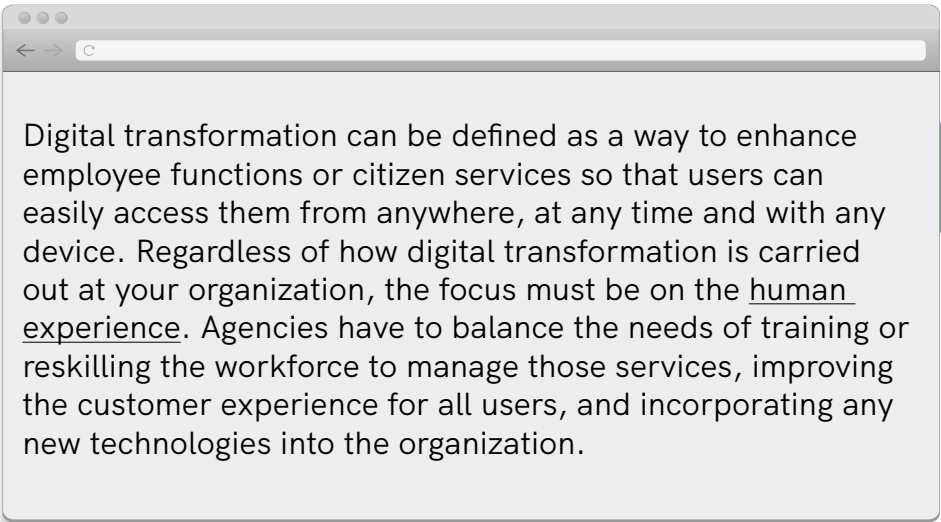 Digital transformation can be defined as a way to enhance
employee functions or citizen services so that users can
easily access them from anywhere, at any time and with any
device. Regardless of how digital transformation is carried
out at your organization, the focus must be on the human
experience. Agencies have to balance the needs of training or
reskilling the workforce to manage those services, improving
the customer experience for all users, and incorporating any
new technologies into the organization.